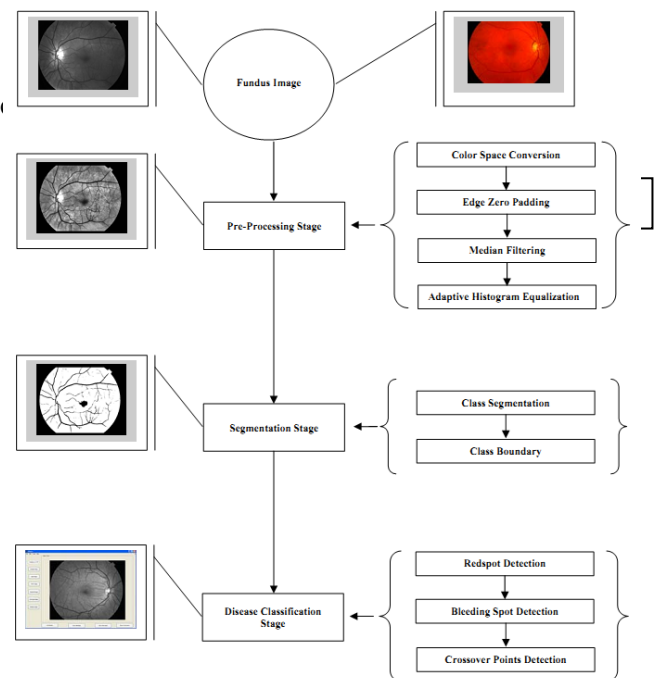 Fundus Image
Color Space Conversion
Edge Zero Padding
Pre-Processing Stage
Median Filtering
Adaptive Histogram Equalization
Class Segmentation
Segmentation Stage
Class Boundary
Redspot Detection
Disease Classification
Stage
Bleeding Spot Detection
Crossover Points Detection